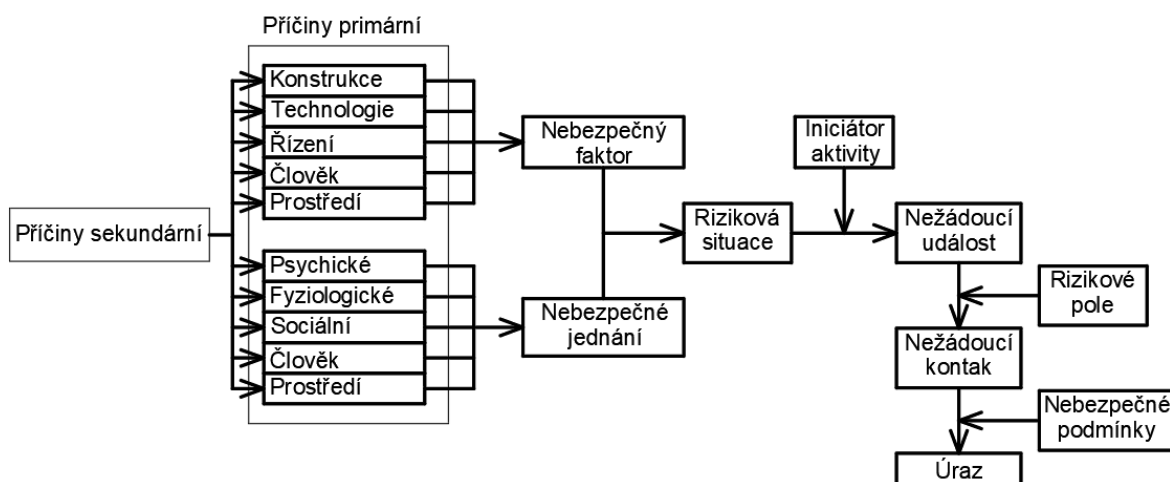 Příčiny primární
Konstrukce
Technologie
Řízení
Člověk
Prostředí
Příčiny sekundární
Psychické
Fyziologické
Sociální
Člověk
Prostředí
Nebezpečný
faktor
Nebezpečné
jednání
Riziková
situace
Iniciátor
aktivity
Nežádoucí
událost
Rizikové
pole
Nežádoucí
kontak
Nebezpečné
podmínky
Úraz